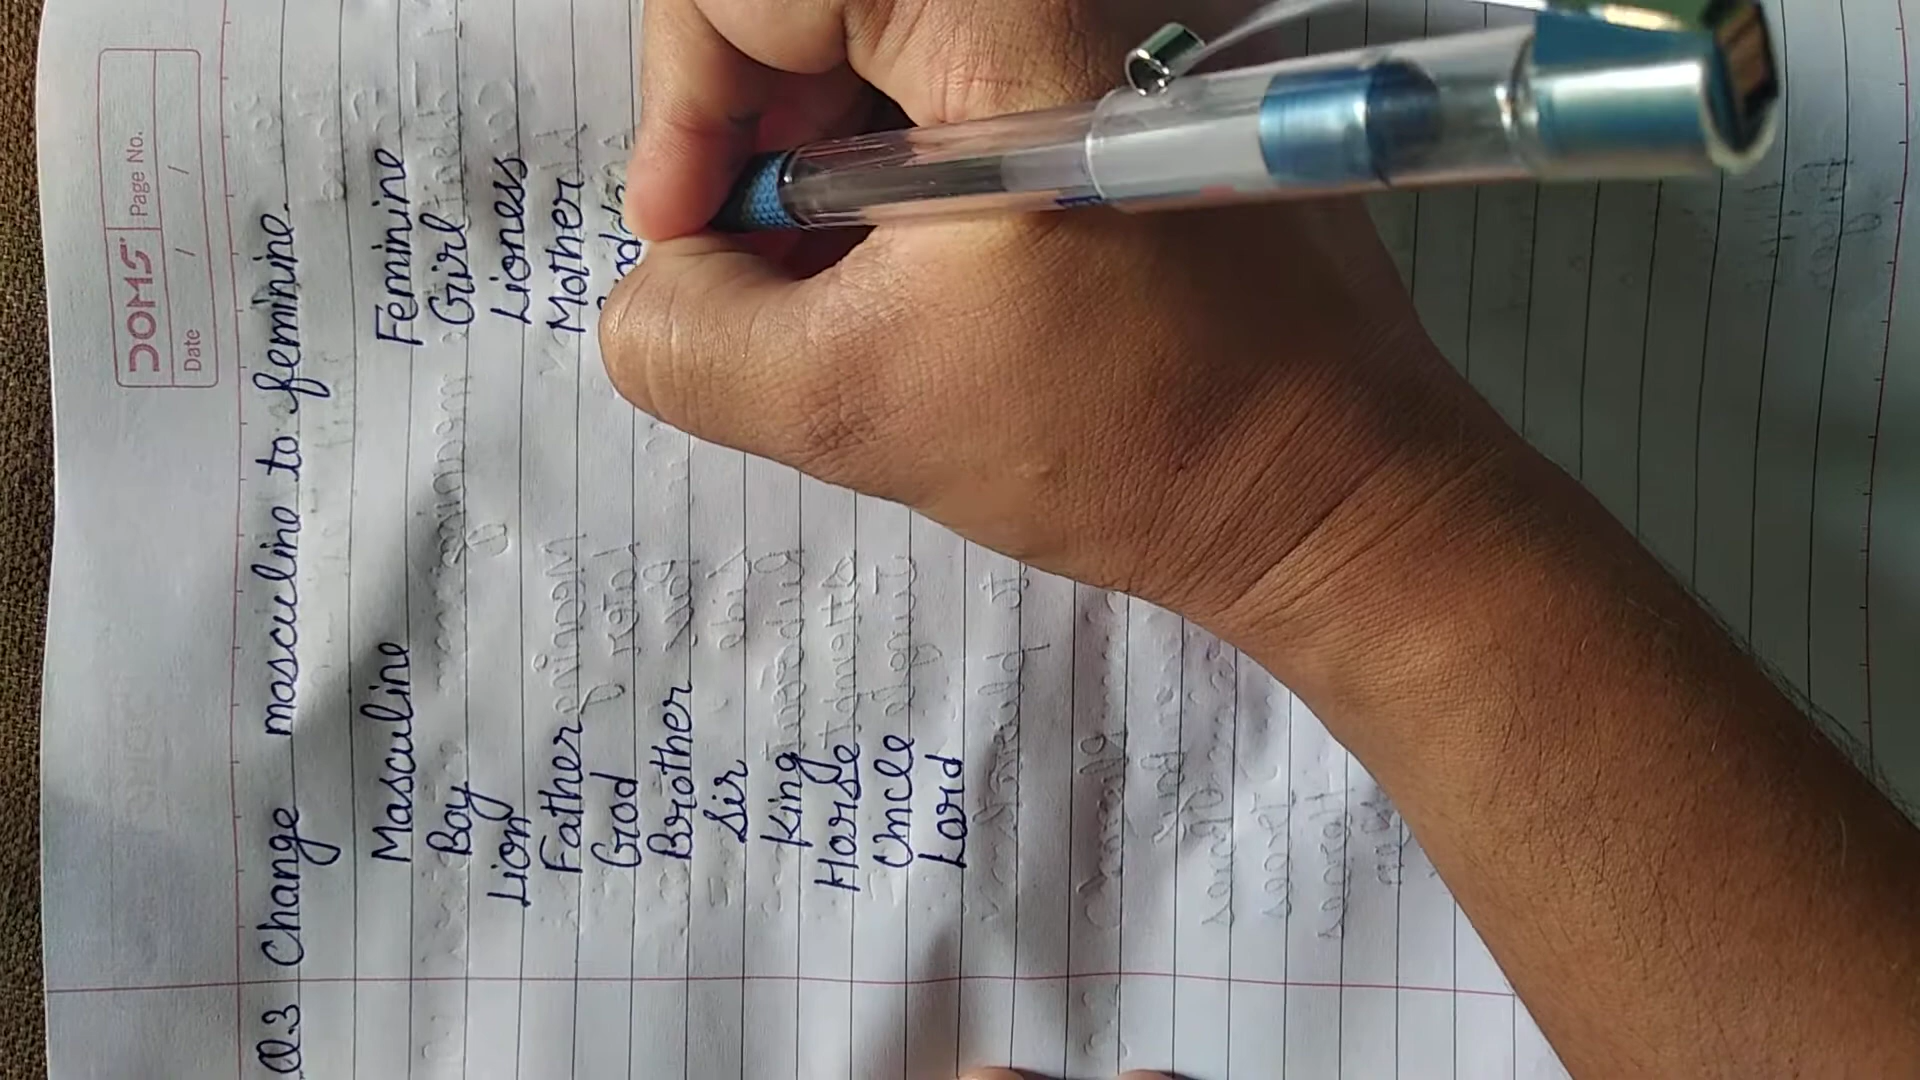 DOMS Page No.
Date / /
Q.3 Change masculine to feminine.
Masculine Feminine
Boy Girl
Lion Lioness
Father Mother
God
Brother
Sir
King
Horse
Uncle
Lord